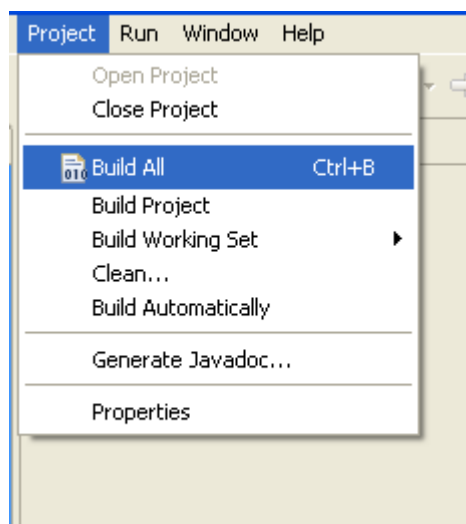 Project Run Window Help
Open Project
Close Project
010 Build All Ctrl+B
Build Project
Build Working Set
Clean...
Build Automatically
Generate Javadoc...
Properties